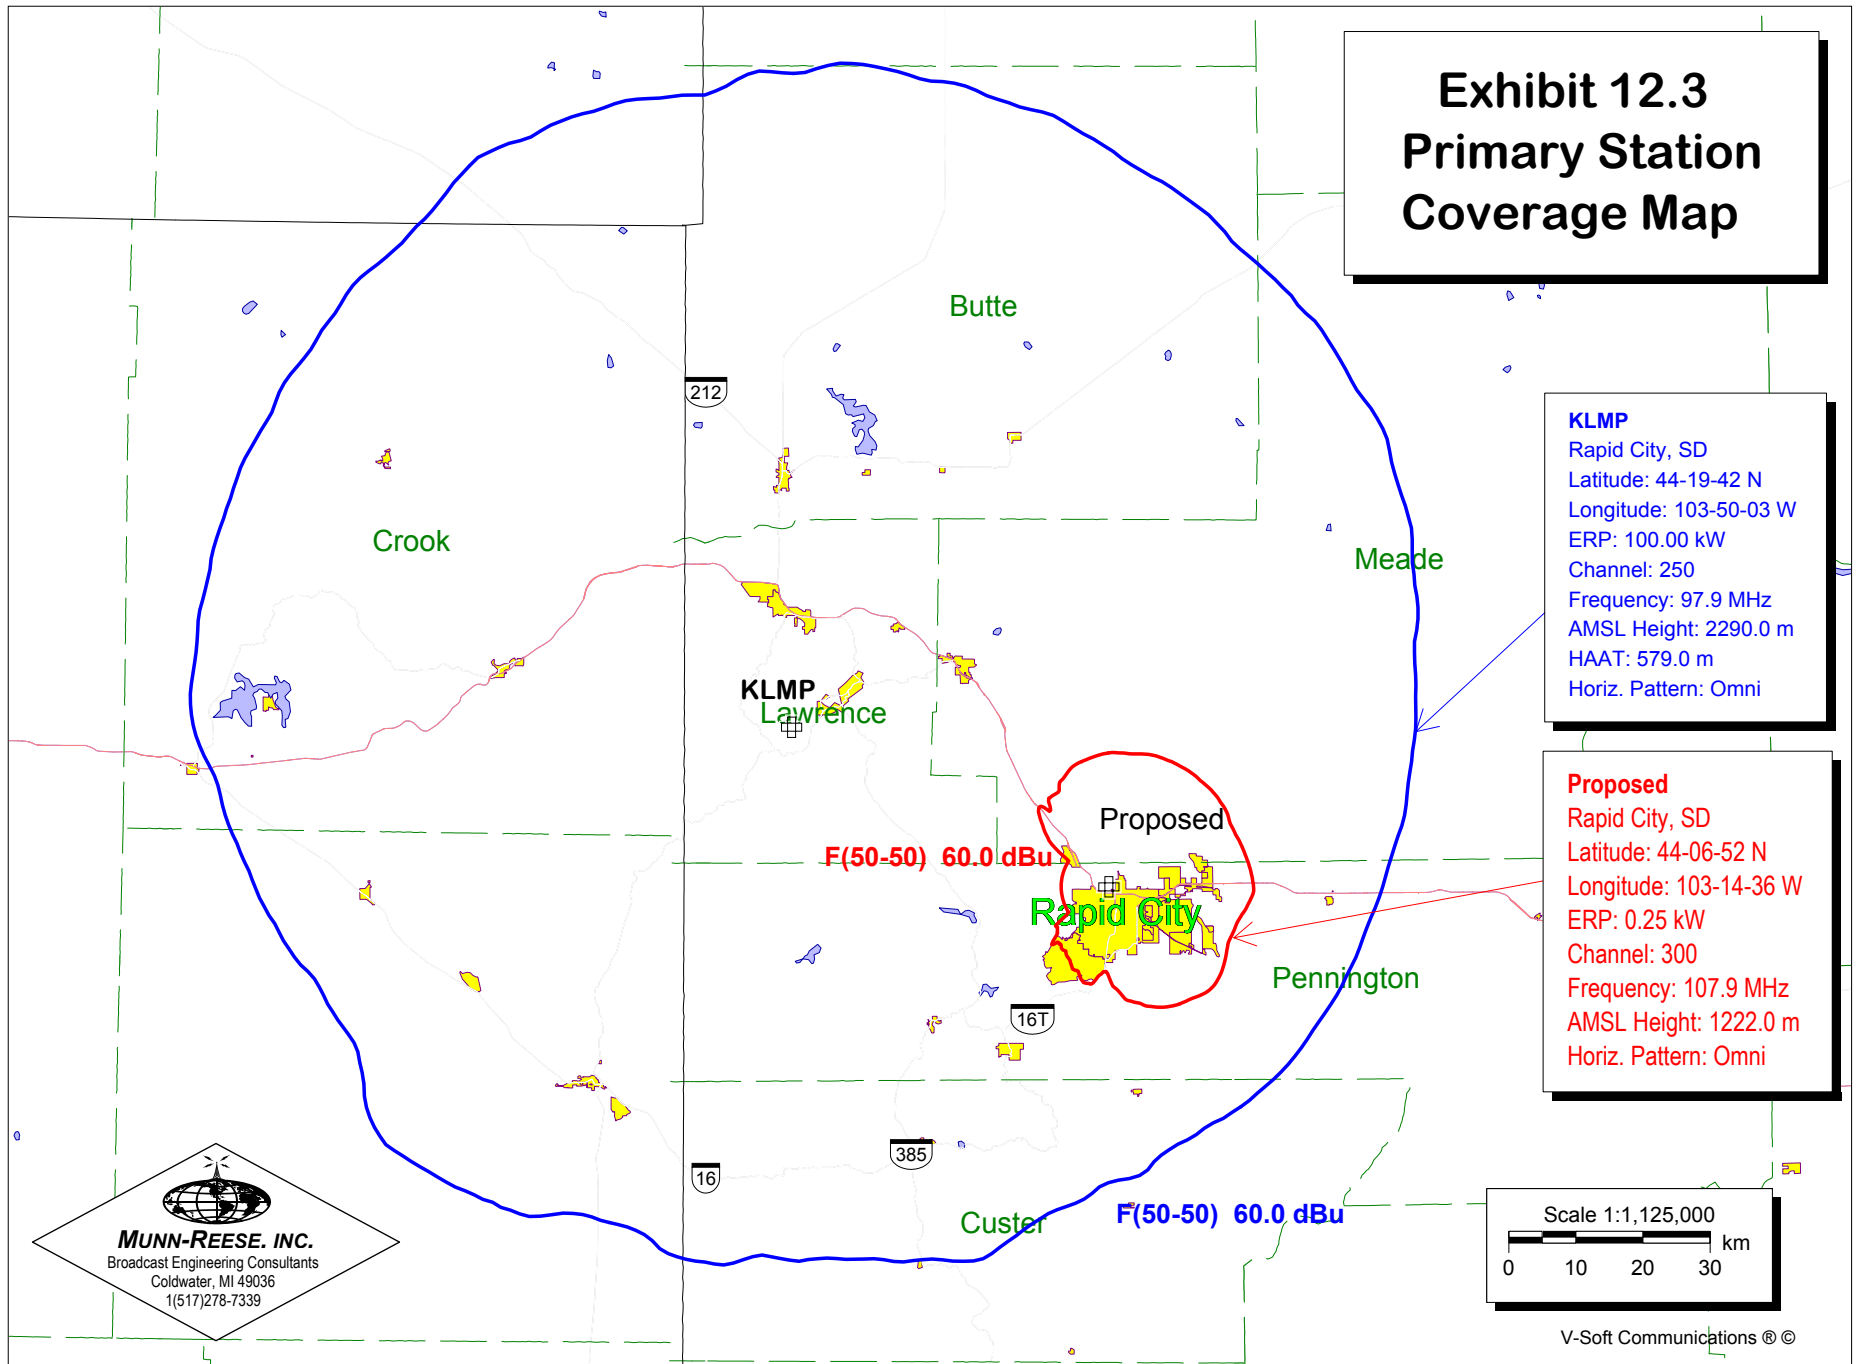 Exhibit 12.3
Primary Station
Coverage Map
Butte
212
KLMP
Rapid City, SD
Latitude: 44-19-42 N
Longitude: 103-50-03 W
ERP: 100.00 kW
Channel: 250
Frequency: 97.9 MHz
AMSL Height: 2290.0 m
HAAT: 579.0 m
Horiz. Pattern: Omni
Crook
Meade
KLMP
Lawrence
Proposed
Rapid City, SD
Latitude: 44-06-52 N
Longitude: 103-14-36 W
ERP: 0.25 kW
Channel: 300
Frequency: 107.9 MHz
AMSL Height: 1222.0 m
Horiz. Pattern: Omni
Proposed
F(50-50) 60.0 dBu
Rapid City
Pennington
16T
385
16
Custer
F(50-50) 60.0 dBu
MUNN-REESE. INC.
Broadcast Engineering Consultants
Coldwater, MI 49036
1(517)278-7339
Scale 1:1,125,000
km
0 10 20 30
V-Soft Communications ® ©